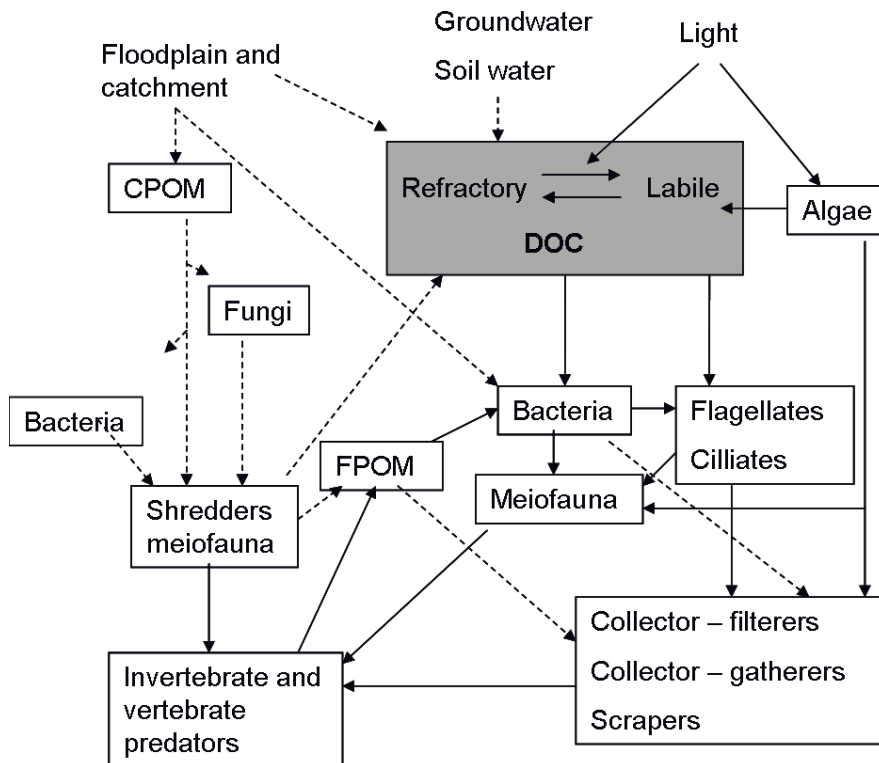 Groundwater
Light
Floodplain and
catchment
Soil water
CPOM
Refractory
Labile
DOC
Algae
Fungi
Bacteria
Bacteria
Flagellates
Cilliates
FPOM
Meiofauna
Shredders
meiofauna
Collector – filterers
Collector – gatherers
Scrapers
Invertebrate and
vertebrate
predators